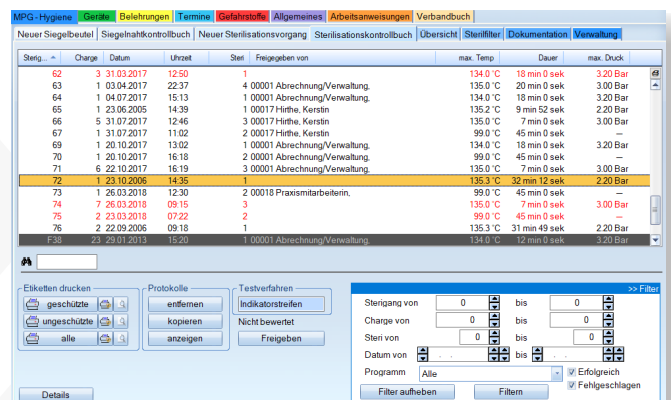 MPG - Hygiene Geräte Belehrungen Termine Gefahrstoffe Allgemeines Arbeitsanweisungen Verbandbuch
Neuer Siegelbeutel Siegelnahtkontrollbuch Neuer Sterilisationsvorgang Sterilisationskontrollbuch Übersicht Sterilfilter Dokumentation Verwaltung
Sterig... Charge Datum Uhrzeit Steri Freigegeben von max. Temp Dauer max. Druck
62 3 31.03.2017 12:50 1 134.0 °C 18 min 0 sek 3.20 Bar
63 1 03.04.2017 22:37 4 00001 Abrechnung/Verwaltung, 135.0 °C 20 min 0 sek 3.00 Bar
64 1 04.07.2017 15:13 1 00001 Abrechnung/Verwaltung, 134.0 °C 18 min 0 sek 3.20 Bar
65 1 23.06.2005 14:39 1 00017 Hirthe, Kerstin 135.2 °C 9 min 52 sek 2.20 Bar
66 5 31.07.2017 12:46 3 00017 Hirthe, Kerstin 135.0 °C 7 min 0 sek 3.00 Bar
67 1 31.07.2017 11:02 2 00017 Hirthe, Kerstin 99.0 °C 45 min 0 sek —
69 1 20.10.2017 13:02 1 00001 Abrechnung/Verwaltung, 134.0 °C 18 min 0 sek 3.20 Bar
70 1 20.10.2017 16:18 2 00001 Abrechnung/Verwaltung, 99.0 °C 45 min 0 sek —
71 6 22.10.2017 16:19 3 00001 Abrechnung/Verwaltung, 135.0 °C 7 min 0 sek 3.00 Bar
72 1 23.10.2006 14:35 1 135.3 °C 32 min 12 sek 2.20 Bar
73 1 26.03.2018 12:30 2 00018 Praxismitarbeiterin, 99.0 °C 45 min 0 sek —
74 7 26.03.2018 09:15 3 135.0 °C 7 min 0 sek 3.00 Bar
75 2 23.03.2018 07:22 2 99.0 °C 45 min 0 sek —
76 2 22.09.2006 09:18 1 135.3 °C 31 min 49 sek 2.20 Bar
F38 23 29.01.2013 15:20 1 00001 Abrechnung/Verwaltung, 134.0 °C 12 min 0 sek 3.20 Bar
Etiketten drucken Protokolle Testverfahren >> Filter
geschützte entfernen Indikatorstreifen Sterigang von 0 bis 0
ungeschützte kopieren Nicht bewertet Charge von 0 bis 0
alle anzeigen Freigeben Steri von 0 bis 0
Datum von . . bis . .
Programm Alle Erfolgreich
Fehlgeschlagen
Details Filter aufheben Filtern